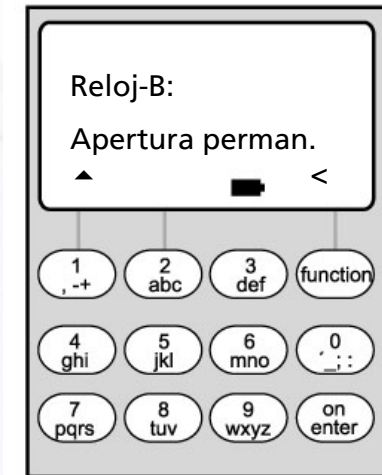 Reloj-B:
Apertura perman.
<
1
, -+
2
abc
3
def
function
4
ghi
5
jkl
6
mno
0
´_; :
7
pqrs
8
tuv
9
wxyz
on
enter